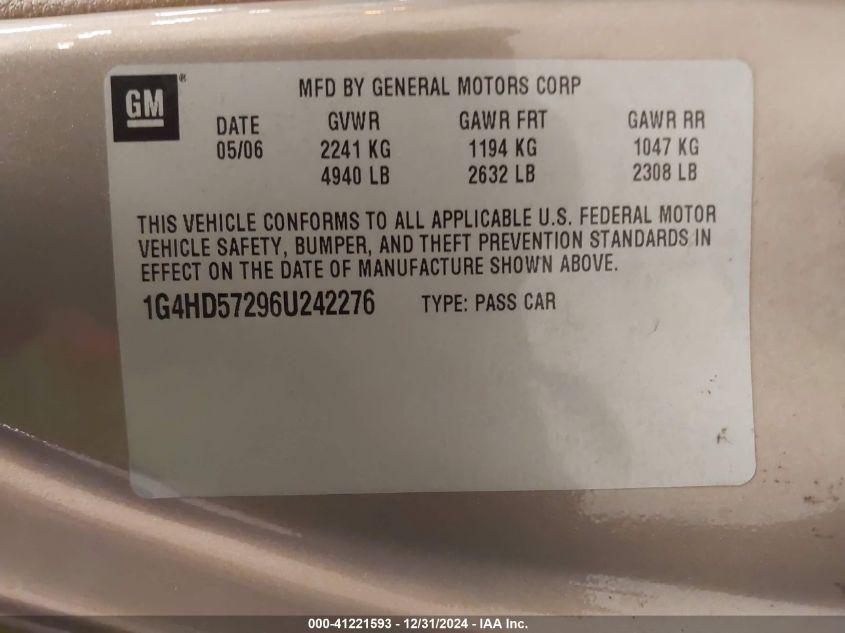 GM ®
MFD BY GENERAL MOTORS CORP
DATE GVWR GAWR FRT GAWR RR
05/06 2241 KG 1194 KG 1047 KG
4940 LB 2632 LB 2308 LB
THIS VEHICLE CONFORMS TO ALL APPLICABLE U.S. FEDERAL MOTOR
VEHICLE SAFETY, BUMPER, AND THEFT PREVENTION STANDARDS IN
EFFECT ON THE DATE OF MANUFACTURE SHOWN ABOVE.
1G4HD57296U242276 TYPE: PASS CAR
000-41221593 - 12/31/2024 - IAA Inc.